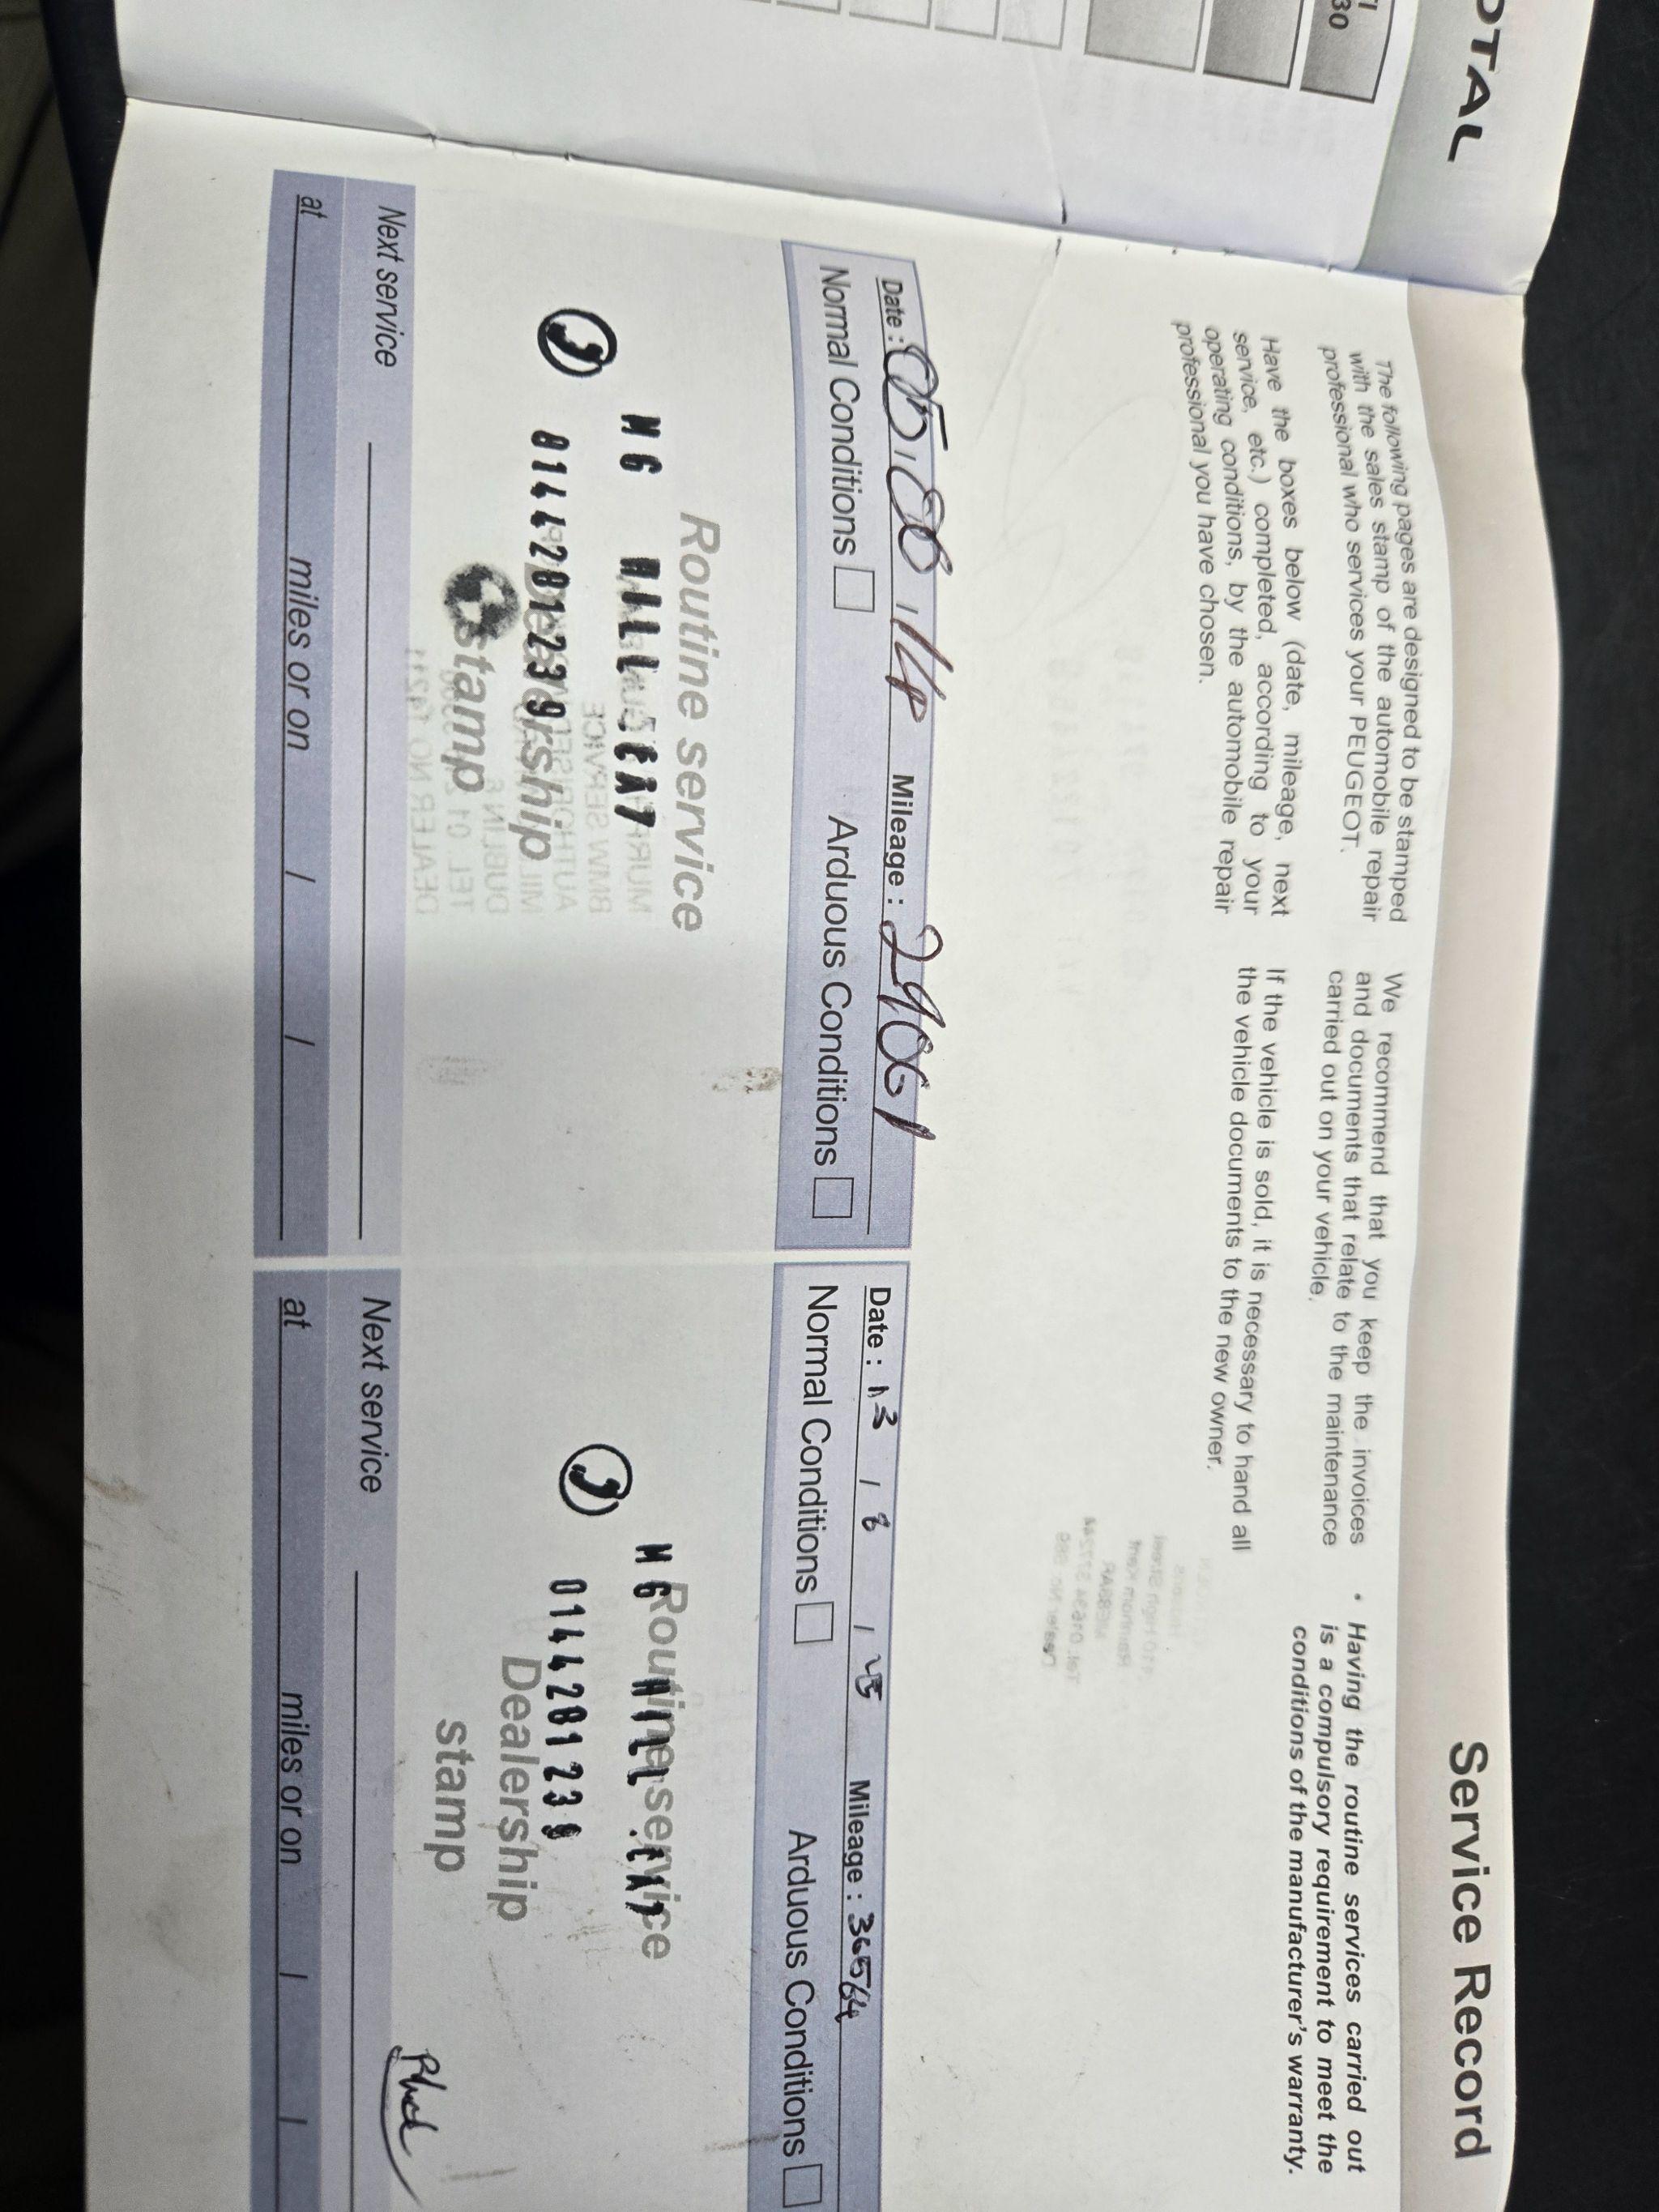 OTAL
30
Service Record
The following pages are designed to be stamped
with the sales stamp of the automobile repair
professional who services your PEUGEOT.
Have the boxes below (date, mileage, next
service, etc.) completed, according to your
operating conditions, by the automobile repair
professional you have chosen.
We recommend that you keep the invoices
and documents that relate to the maintenance
carried out on your vehicle.
If the vehicle is sold, it is necessary to hand all
the vehicle documents to the new owner.
• Having the routine services carried out
is a compulsory requirement to meet the
conditions of the manufacturer's warranty.
Date : / / 14 Mileage :
Normal Conditions Arduous Conditions
Routine service
MG
0144281239
Dealership
stamp
Next service
at miles or on / /
Date : 13 / 8 / 15 Mileage : 36564
Normal Conditions Arduous Conditions
Routine service
MG
0144281239
Dealership
stamp
Next service
at miles or on / /